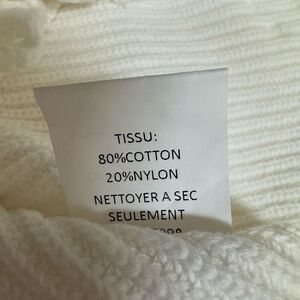 TISSU:
80%COTTON
20%NYLON
NETTOYER A SEC
SEULEMENT